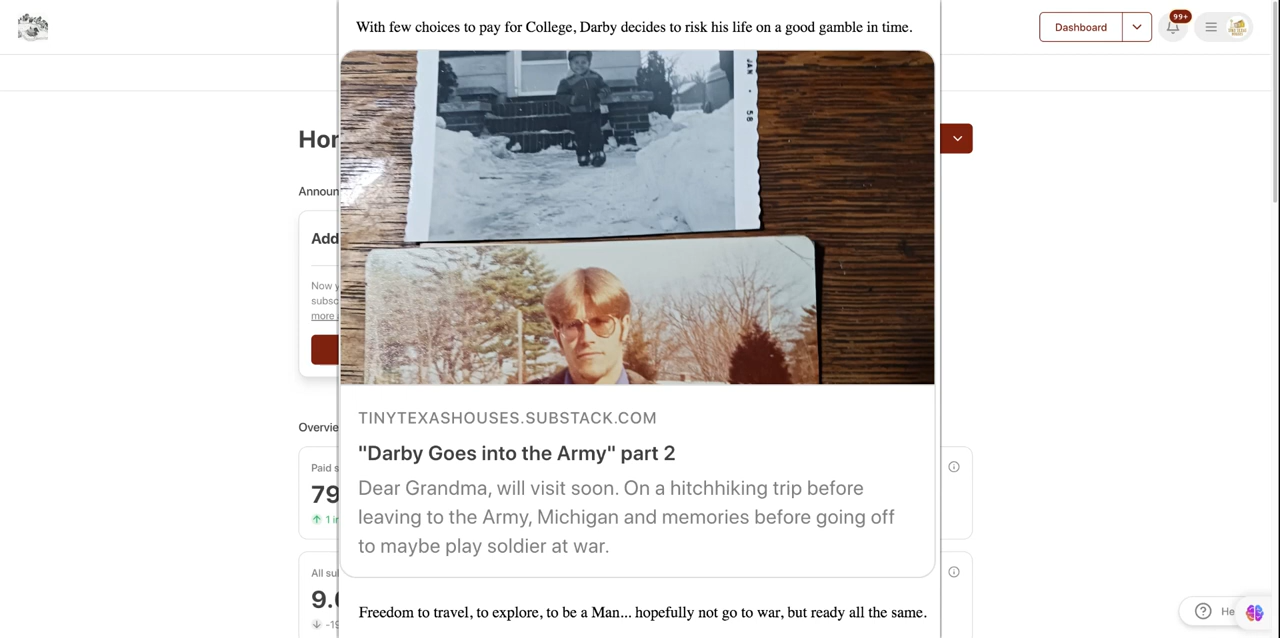 With few choices to pay for College, Darby decides to risk his life on a good gamble in time.
Dashboard
99+
JAN • 58
Announ
Add
Now y
subsc
more
TINYTEXASHOUSES.SUBSTACK.COM
"Darby Goes into the Army" part 2
Dear Grandma, will visit soon. On a hitchhiking trip before
leaving to the Army, Michigan and memories before going off
to maybe play soldier at war.
Overvie
Paid s
79
1 in
All su
9.0
-19
Freedom to travel, to explore, to be a Man... hopefully not go to war, but ready all the same.
He